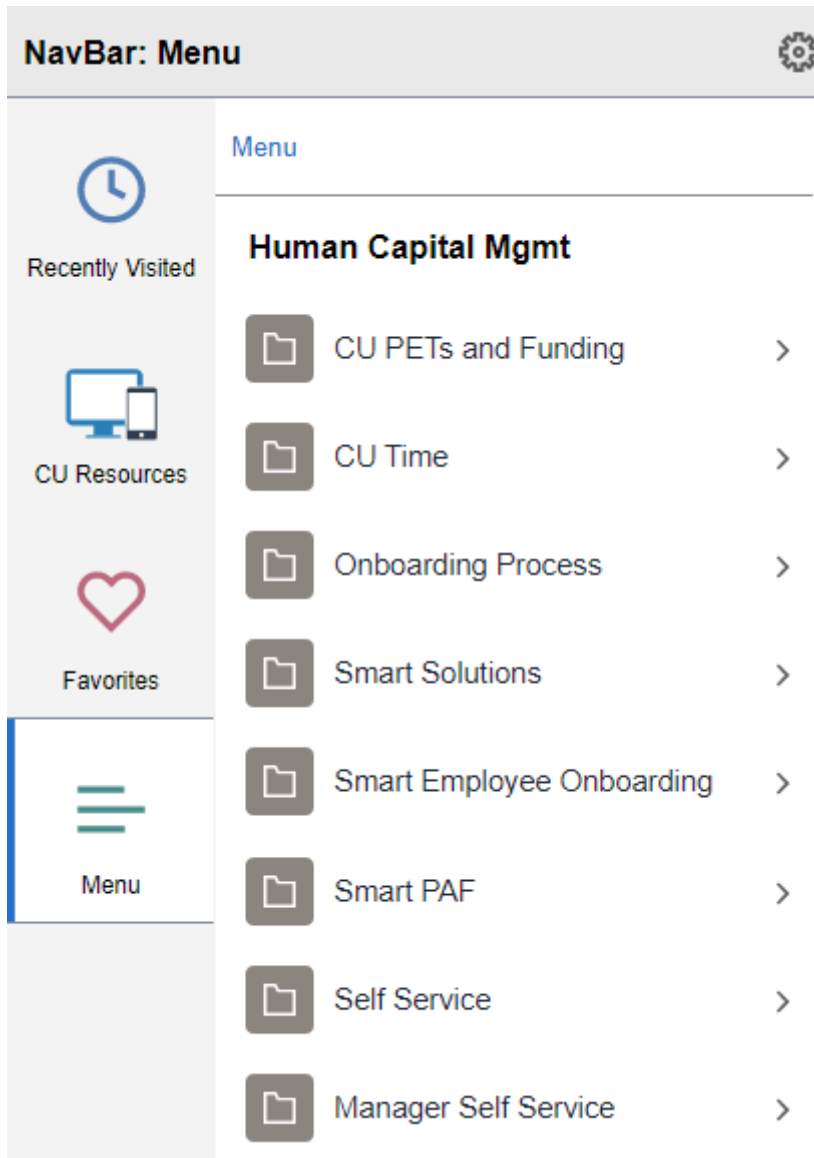 NavBar: Menu
Recently Visited
CU Resources
Favorites
Menu
Menu
Human Capital Mgmt
CU PETs and Funding
CU Time
Onboarding Process
Smart Solutions
Smart Employee Onboarding
Smart PAF
Self Service
Manager Self Service